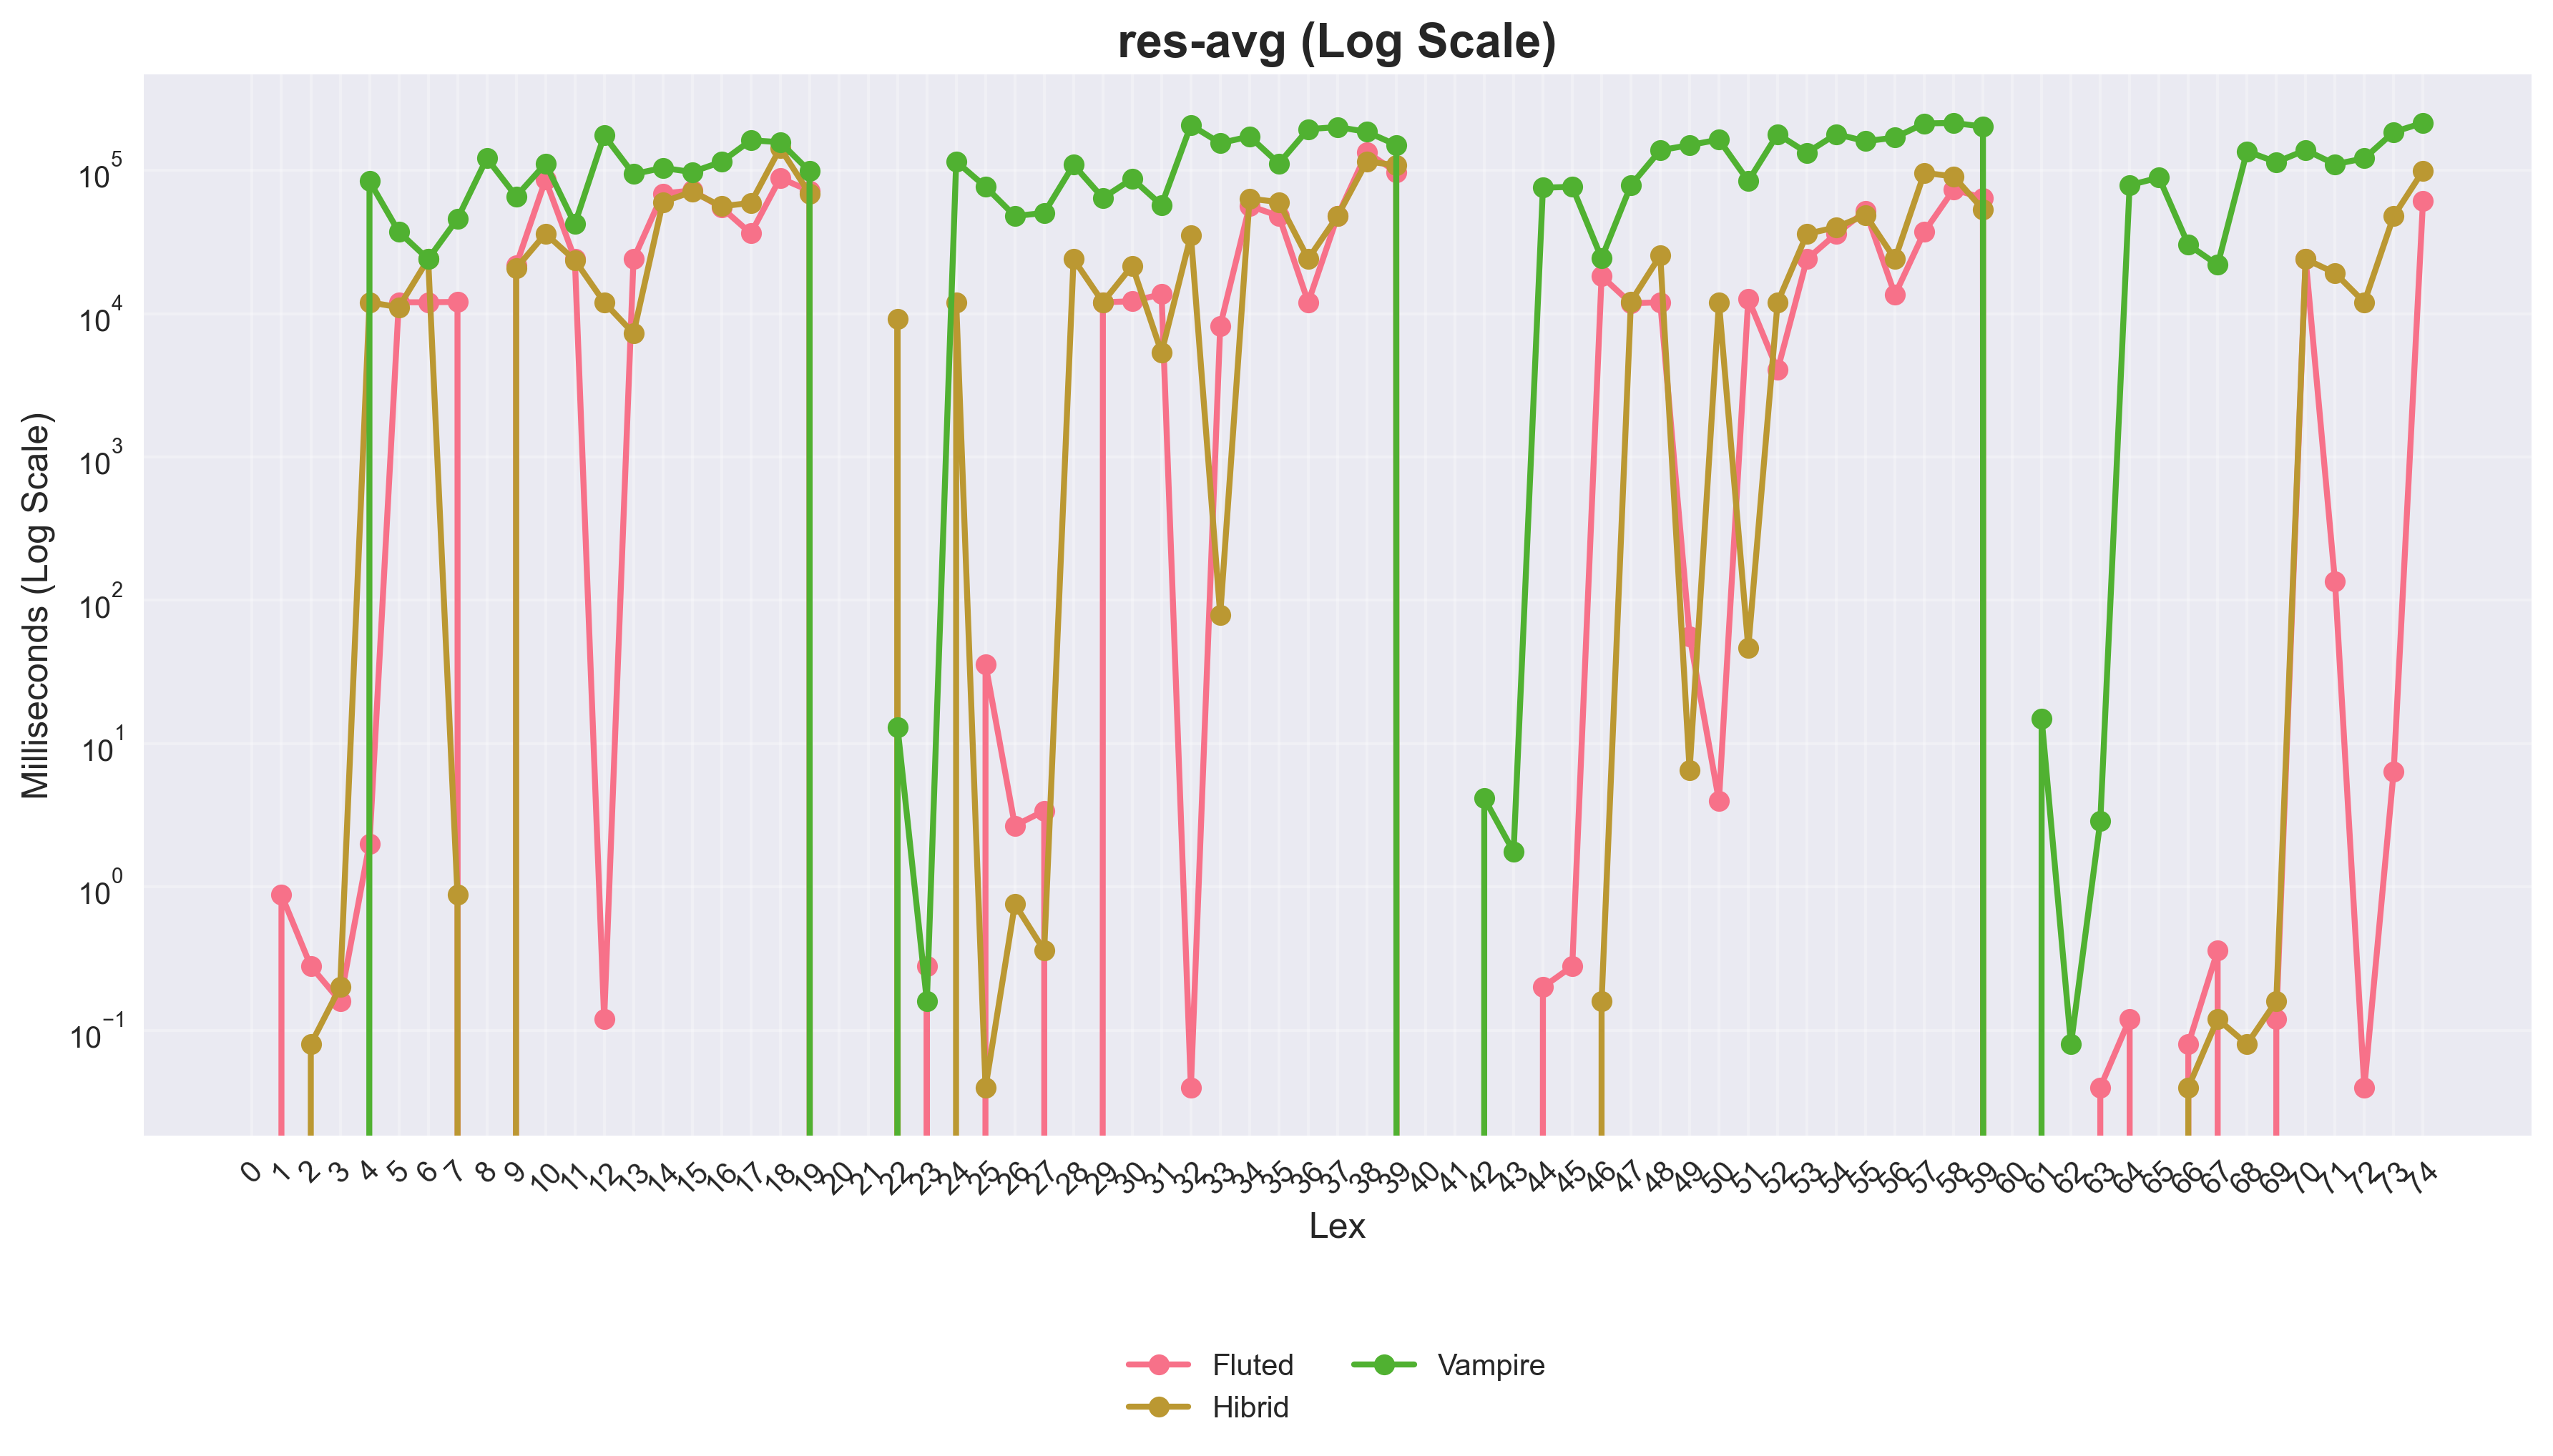 res-avg (Log Scale)
Milliseconds (Log Scale)
10^5
10^4
10^3
10^2
10^1
10^0
10^−1
0 1 2 3 4 5 6 7 8 9 10 11 12 13 14 15 16 17 18 19 20 21 22 23 24 25 26 27 28 29 30 31 32 33 34 35 36 37 38 39 40 41 42 43 44 45 46 47 48 49 50 51 52 53 54 55 56 57 58 59 60 61 62 63 64 65 66 67 68 69 70 71 72 73 74
Lex
Fluted Vampire
Hibrid